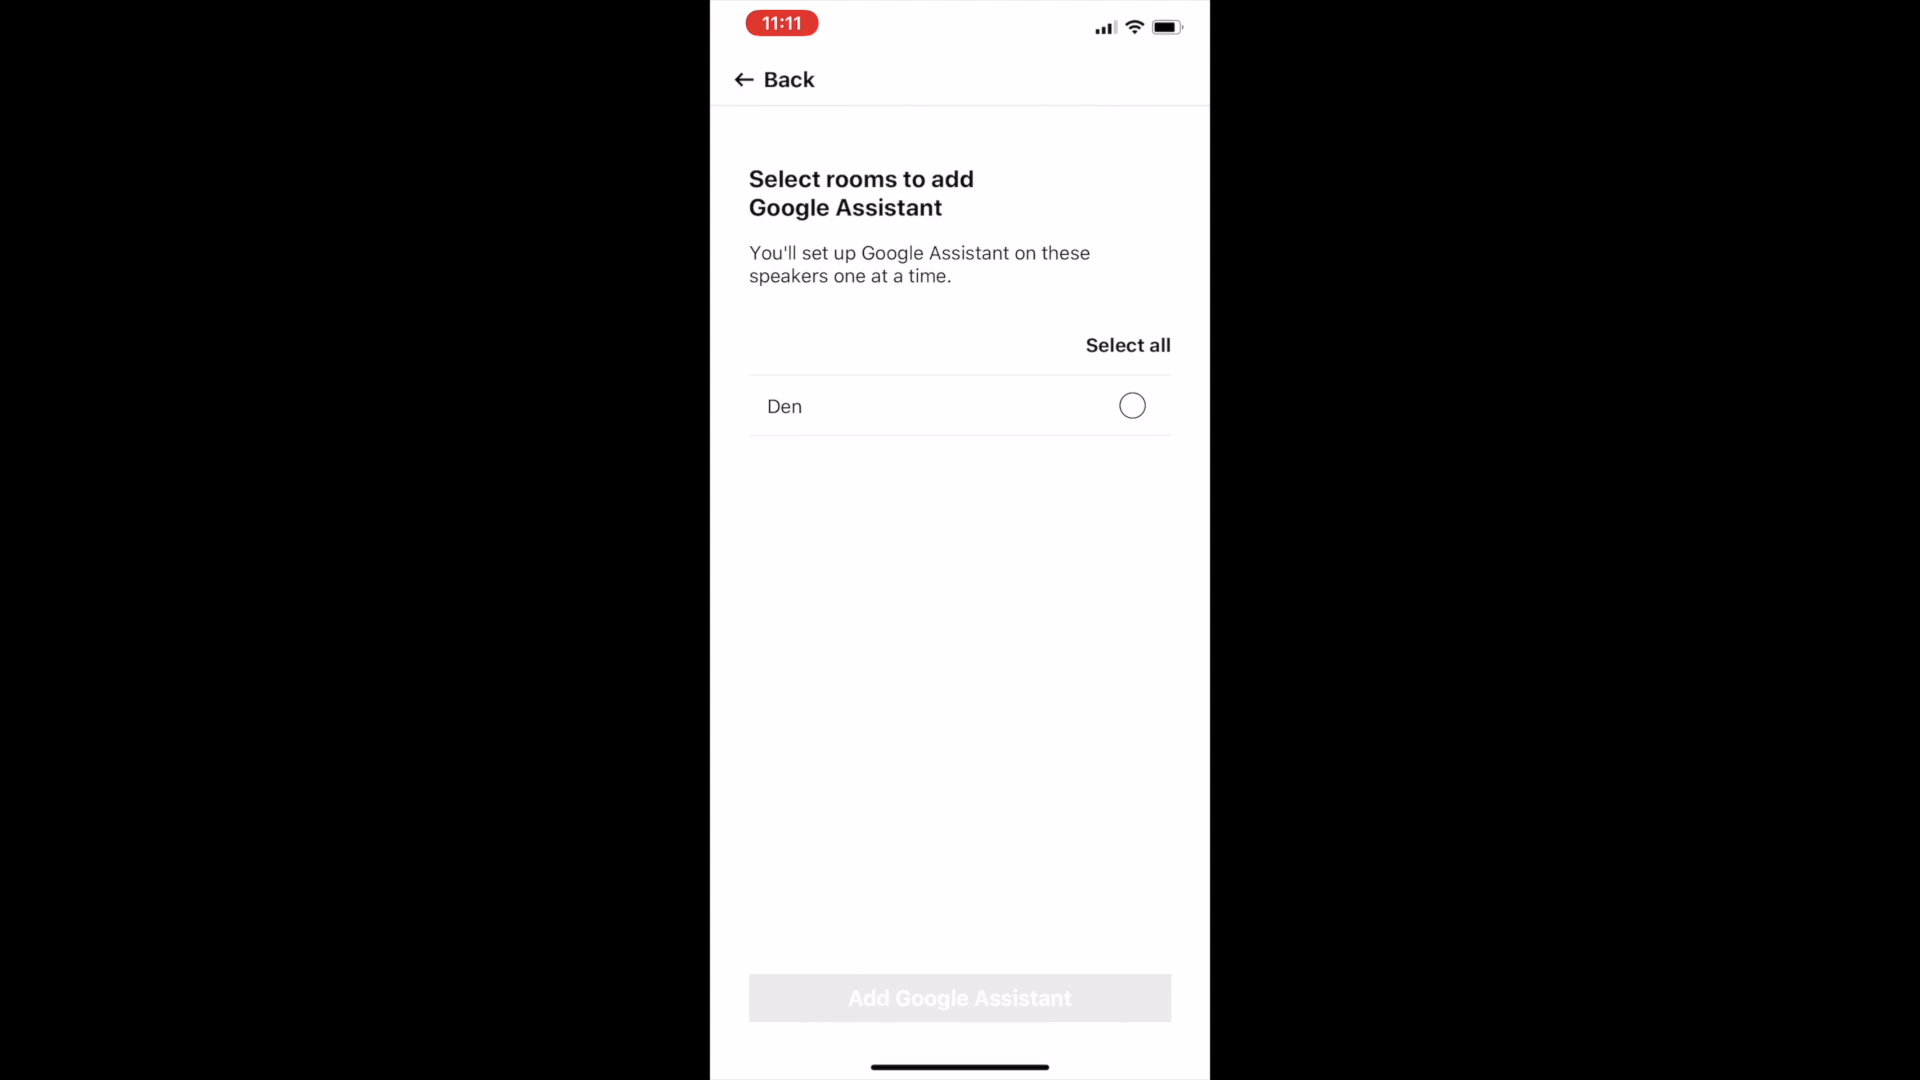 11:11
Back
Select rooms to add
Google Assistant
You'll set up Google Assistant on these
speakers one at a time.
Select all
Den
Add Google Assistant